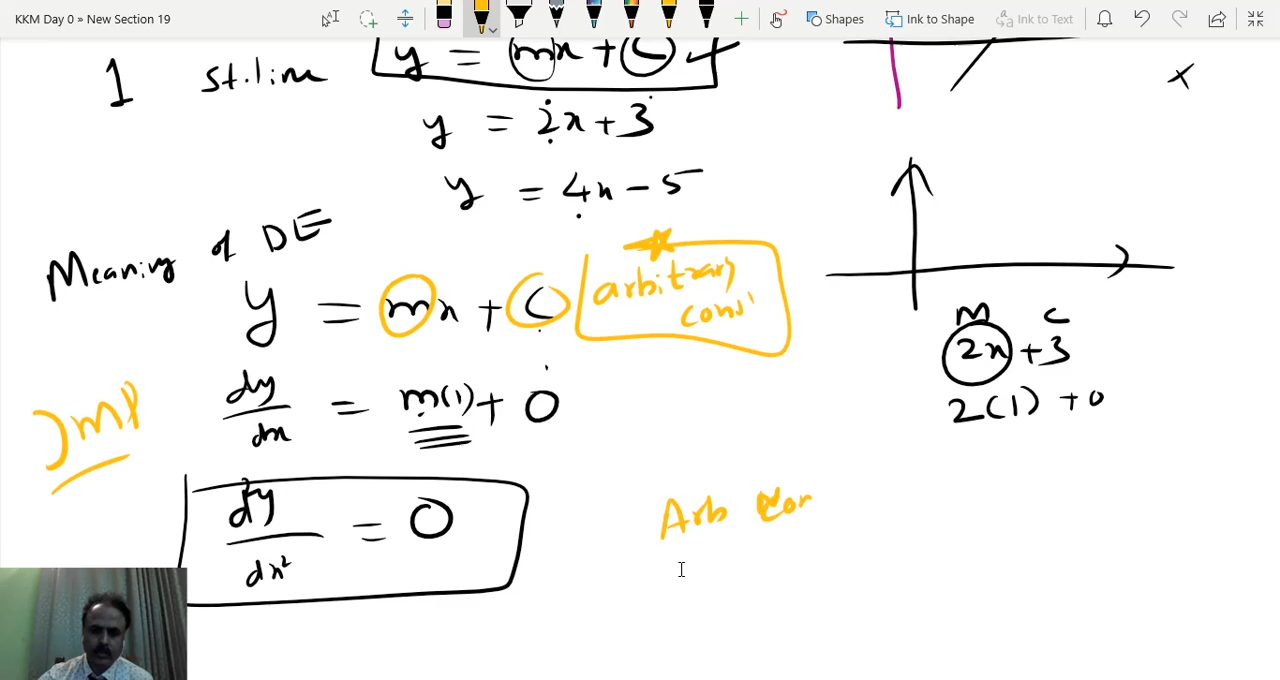 KKM Day 0 » New Section 19
Shapes
Ink to Shape
Ink to Text
1 st.line y = mx + C
y = 2x + 3
y = 4x - 5
x
Meaning of DE
y = mx + C arbitrary
cons'
M C
2x + 3
2(1) + 0
IMP
dy/dx = m(1) + 0
d²y/dx² = 0
Arb Con